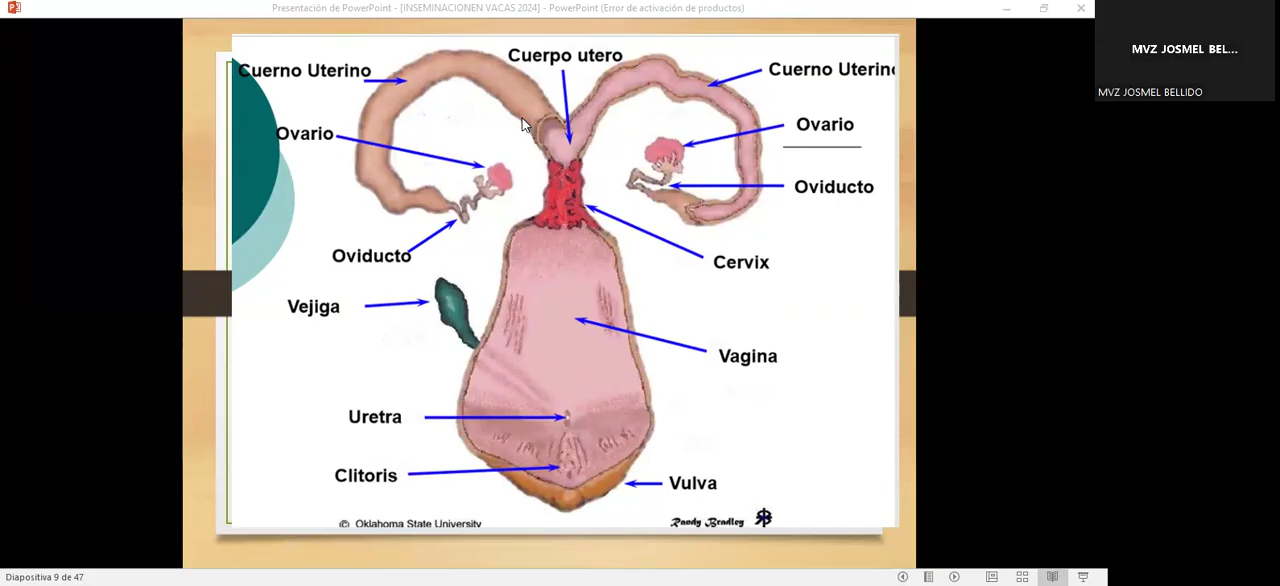 Presentación de PowerPoint - [INSEMINACIONEN VACAS 2024] - PowerPoint (Error de activación de productos)
MVZ JOSMEL BEL...
MVZ JOSMEL BELLIDO
Cuerpo utero
Cuerno Uterino
Cuerno Uterino
Ovario
Ovario
Oviducto
Oviducto
Cervix
Vejiga
Vagina
Uretra
Clitoris
Vulva
© Oklahoma State University
Randy Bradley
Diapositiva 9 de 47